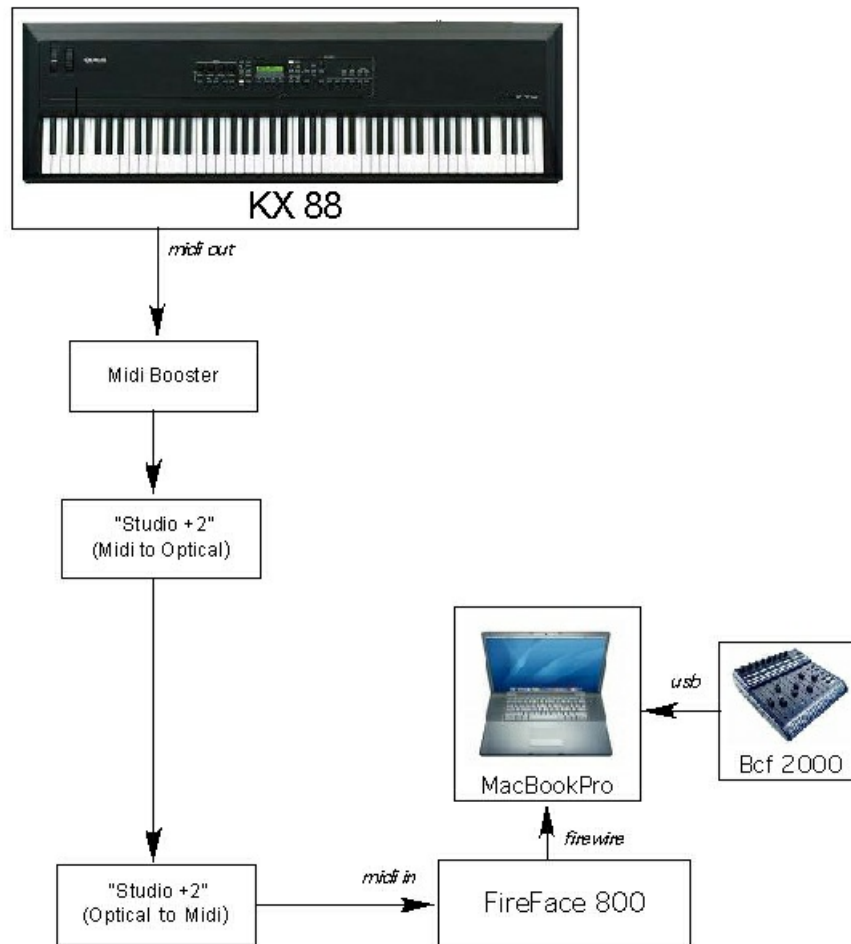 KX 88
midi out
Midi Booster
"Studio +2"
(Midi to Optical)
usb
MacBookPro
Bcf 2000
firewire
"Studio +2"
(Optical to Midi)
midi in
FireFace 800